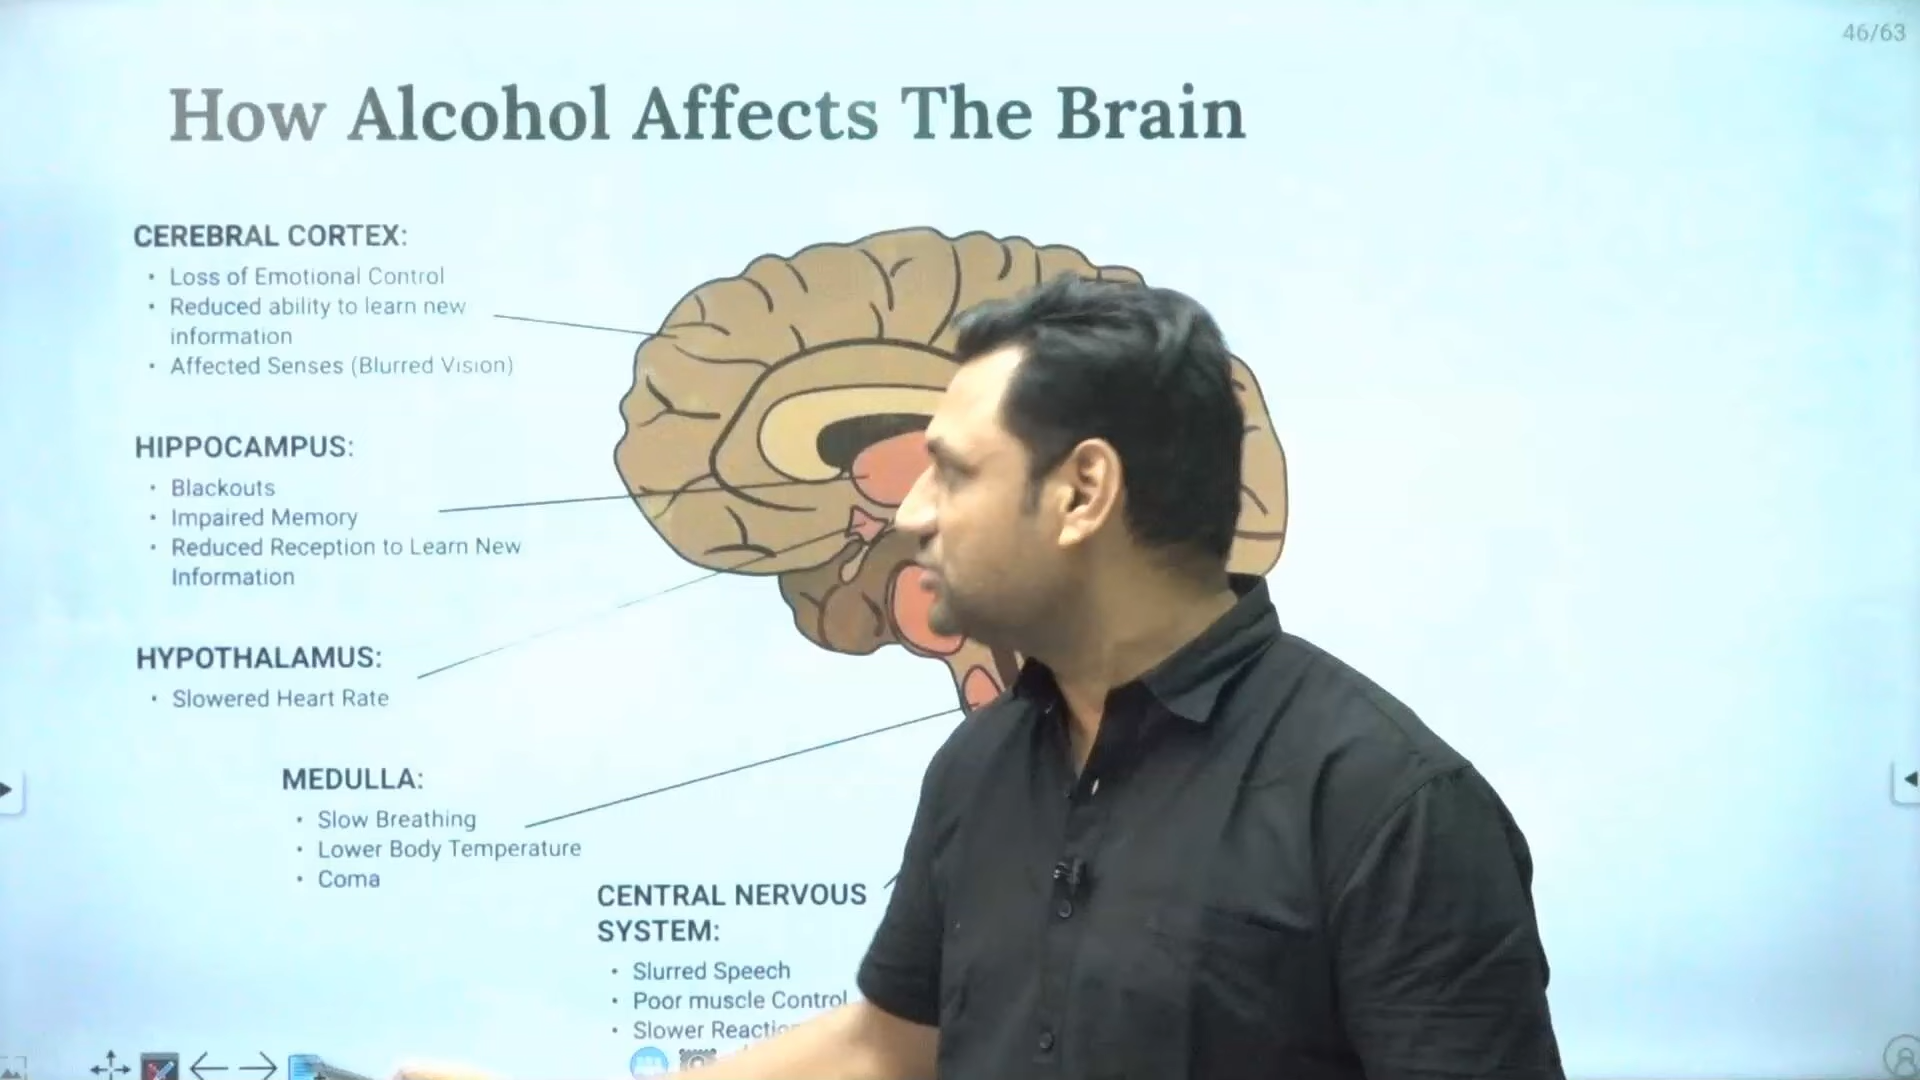 46/63
How Alcohol Affects The Brain
CEREBRAL CORTEX:
• Loss of Emotional Control
• Reduced ability to learn new
information
• Affected Senses (Blurred Vision)
HIPPOCAMPUS:
• Blackouts
• Impaired Memory
• Reduced Reception to Learn New
Information
HYPOTHALAMUS:
• Slowered Heart Rate
MEDULLA:
• Slow Breathing
• Lower Body Temperature
• Coma
CENTRAL NERVOUS
SYSTEM:
• Slurred Speech
• Poor muscle Control
• Slower